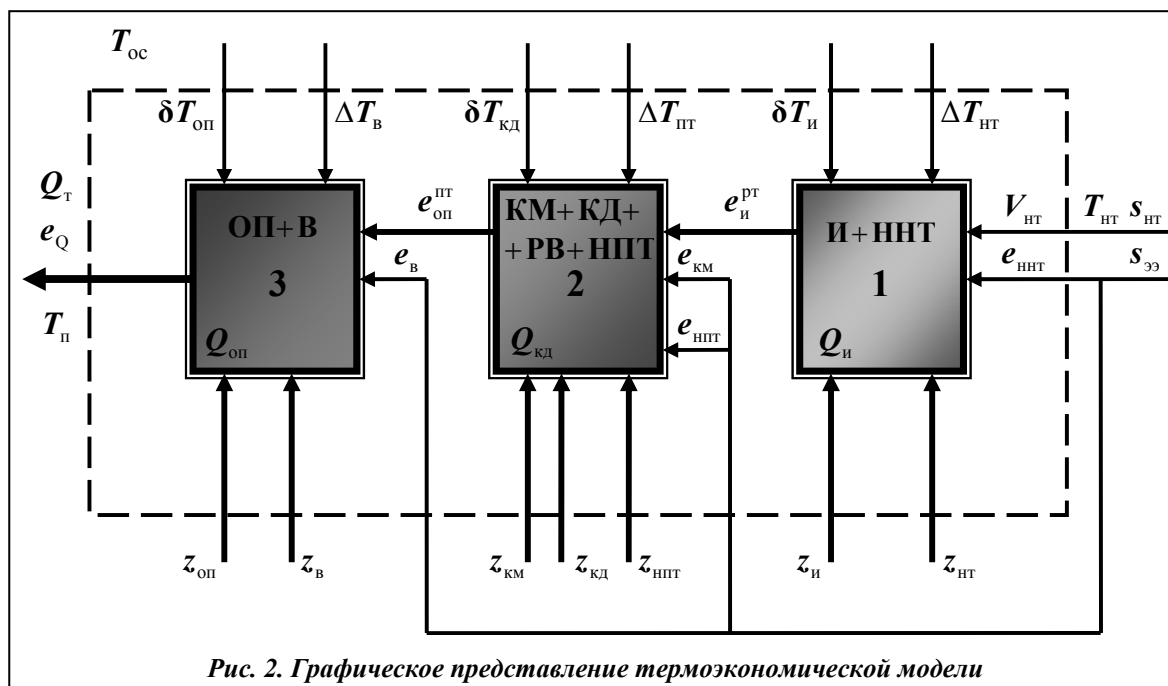 T_ос
δT_оп ΔT_в δT_кд ΔT_пт δT_и ΔT_нт
Q_т
e_Q
T_п
ОП+В
3
Q_оп
e_оп^пт
e_в
КМ+КД+
+РВ+НПТ
2
Q_кд
e_и^рт
e_км
e_нпт
И+ННТ
1
Q_и
V_нт T_нт s_нт
e_ннт s_ээ
z_оп z_в z_км z_кд z_нпт z_и z_нт
Рис. 2. Графическое представление термоэкономической модели